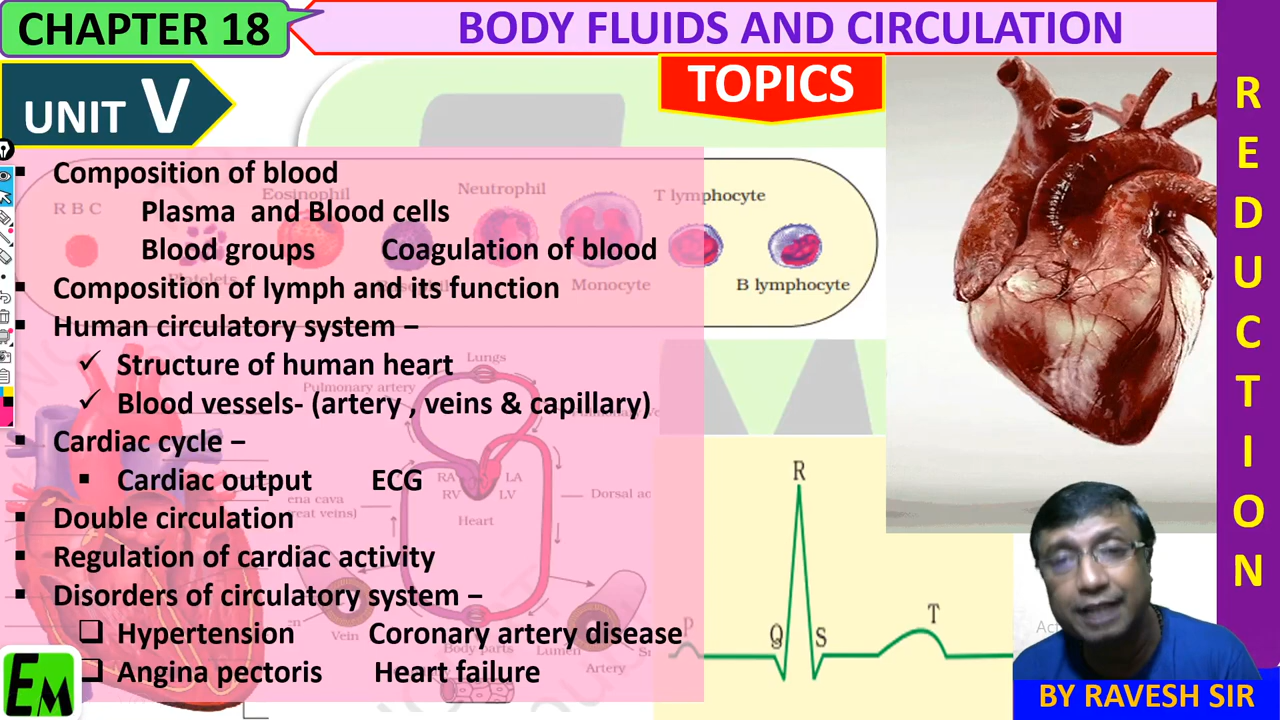 CHAPTER 18
BODY FLUIDS AND CIRCULATION
UNIT V
TOPICS
REDUCTION
Composition of blood
Plasma and Blood cells
Blood groups Coagulation of blood
Composition of lymph and its function
Human circulatory system –
Structure of human heart
Blood vessels- (artery , veins & capillary)
Cardiac cycle –
Cardiac output ECG
Double circulation
Regulation of cardiac activity
Disorders of circulatory system –
Hypertension Coronary artery disease
Angina pectoris Heart failure
R B C
Eosinophil
Neutrophil
T lymphocyte
Platelets
Monocyte
B lymphocyte
Lungs
Pulmonary artery
RA
LA
RV
LV
Heart
Dorsal
Vein
Body parts
Lumen
Artery
P
Q
R
S
T
EM
BY RAVESH SIR